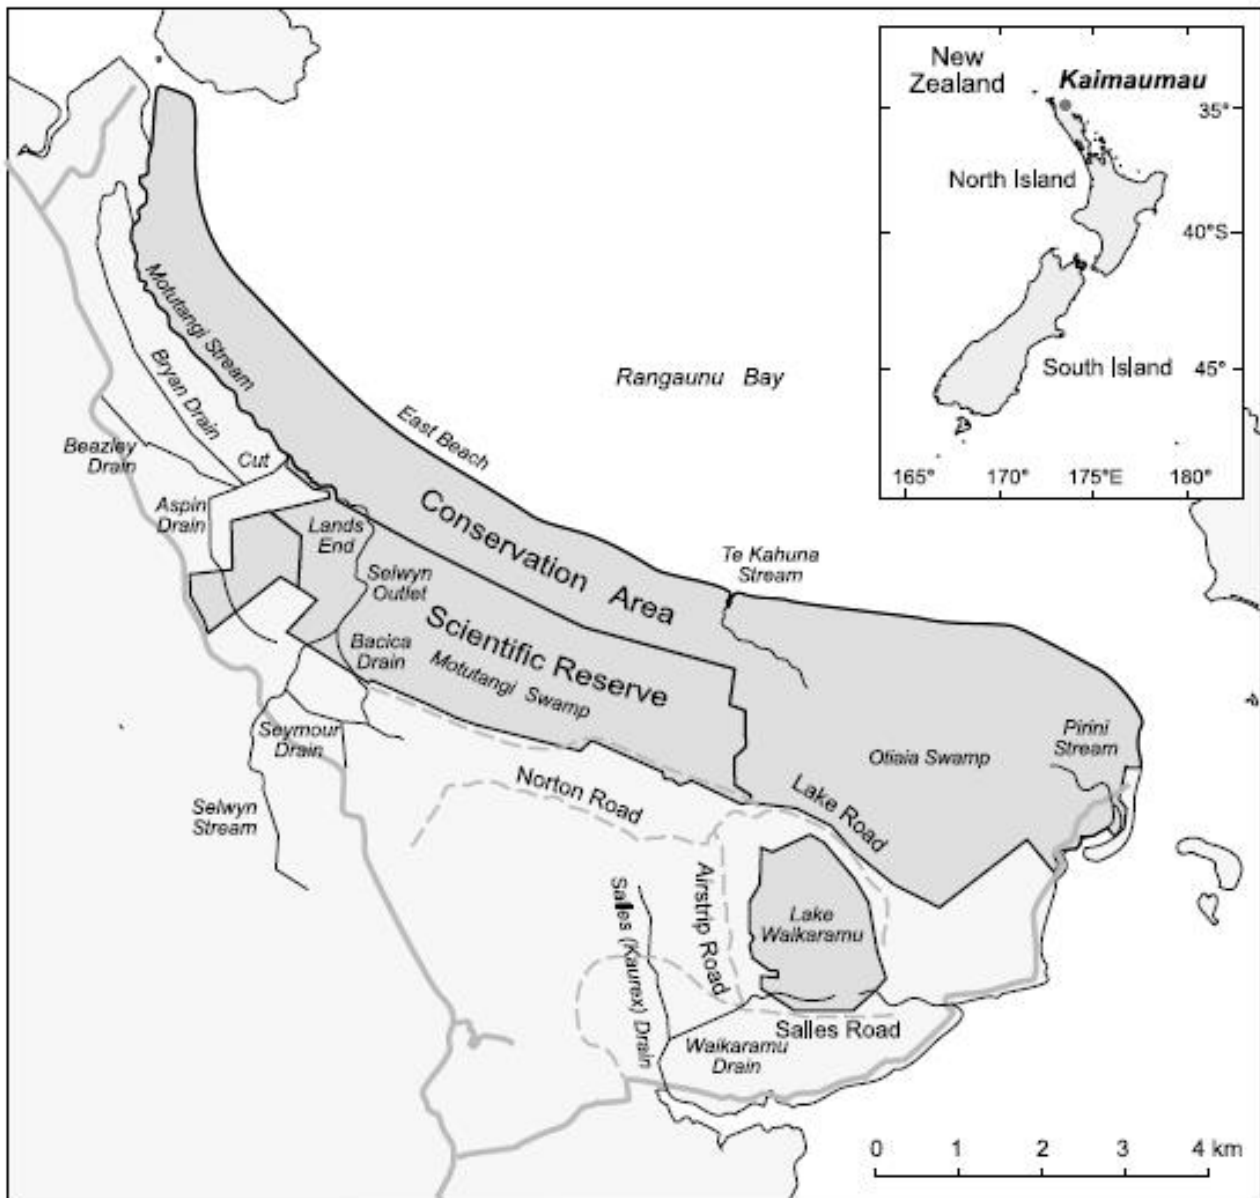 New
Zealand
Kaimaumau
35°
North Island
40°S
South Island
45°
165°
170°
175°E
180°
Motutangi Stream
Bryan Drain
Rangaunu Bay
East Beach
Beazley
Drain
Cut
Aspin
Drain
Lands
End
Conservation Area
Te Kahuna
Stream
Selwyn
Outlet
Scientific Reserve
Bacica
Drain
Motutangi Swamp
Seymour
Drain
Otiaia Swamp
Pirini
Stream
Norton Road
Lake Road
Selwyn
Stream
Airstrip Road
Salles (Kaurex) Drain
Lake
Waikaramu
Salles Road
Waikaramu
Drain
0 1 2 3 4 km